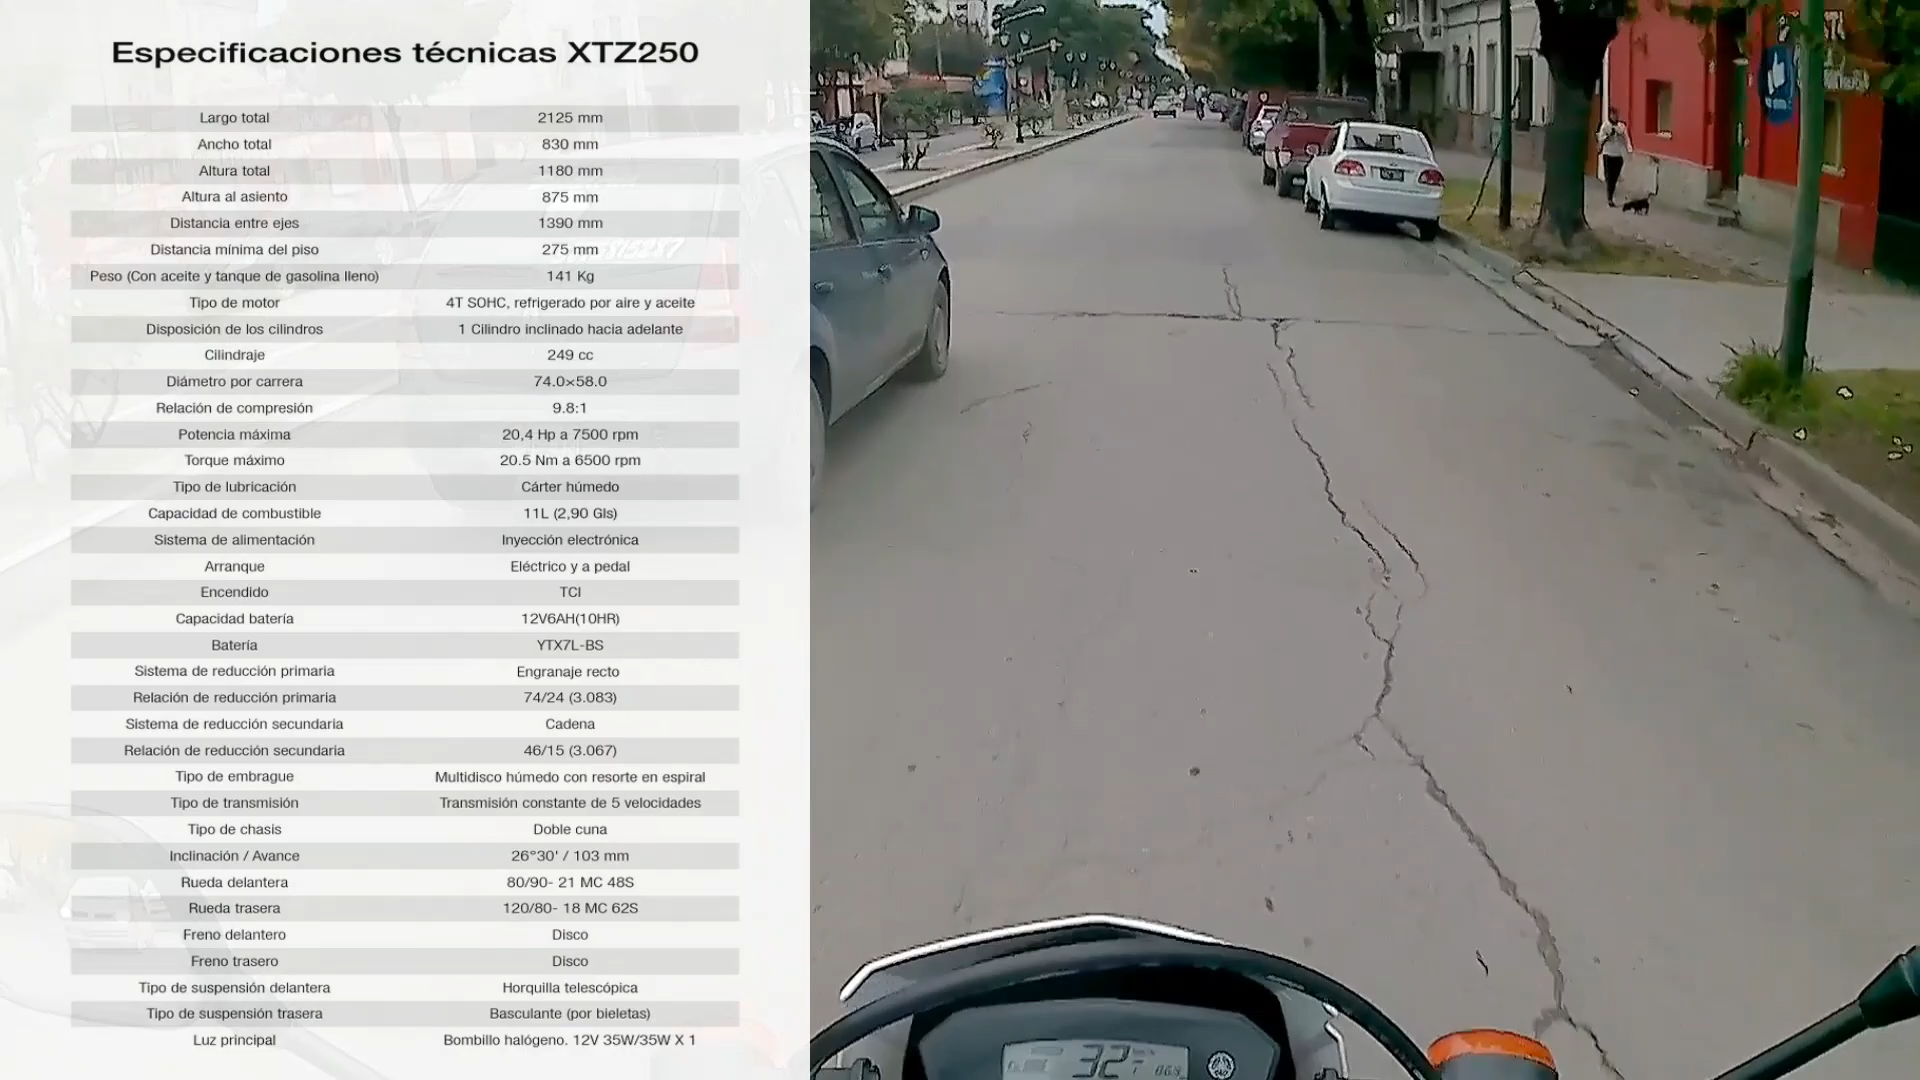 Especificaciones técnicas XTZ250
Largo total 2125 mm
Ancho total 830 mm
Altura total 1180 mm
Altura al asiento 875 mm
Distancia entre ejes 1390 mm
Distancia mínima del piso 275 mm
Peso (Con aceite y tanque de gasolina lleno) 141 Kg
Tipo de motor 4T SOHC, refrigerado por aire y aceite
Disposición de los cilindros 1 Cilindro inclinado hacia adelante
Cilindraje 249 cc
Diámetro por carrera 74.0×58.0
Relación de compresión 9.8:1
Potencia máxima 20,4 Hp a 7500 rpm
Torque máximo 20.5 Nm a 6500 rpm
Tipo de lubricación Cárter húmedo
Capacidad de combustible 11L (2,90 Gls)
Sistema de alimentación Inyección electrónica
Arranque Eléctrico y a pedal
Encendido TCI
Capacidad batería 12V6AH(10HR)
Batería YTX7L-BS
Sistema de reducción primaria Engranaje recto
Relación de reducción primaria 74/24 (3.083)
Sistema de reducción secundaria Cadena
Relación de reducción secundaria 46/15 (3.067)
Tipo de embrague Multidisco húmedo con resorte en espiral
Tipo de transmisión Transmisión constante de 5 velocidades
Tipo de chasis Doble cuna
Inclinación / Avance 26°30' / 103 mm
Rueda delantera 80/90- 21 MC 48S
Rueda trasera 120/80- 18 MC 62S
Freno delantero Disco
Freno trasero Disco
Tipo de suspensión delantera Horquilla telescópica
Tipo de suspensión trasera Basculante (por bieletas)
Luz principal Bombillo halógeno. 12V 35W/35W X 1
32